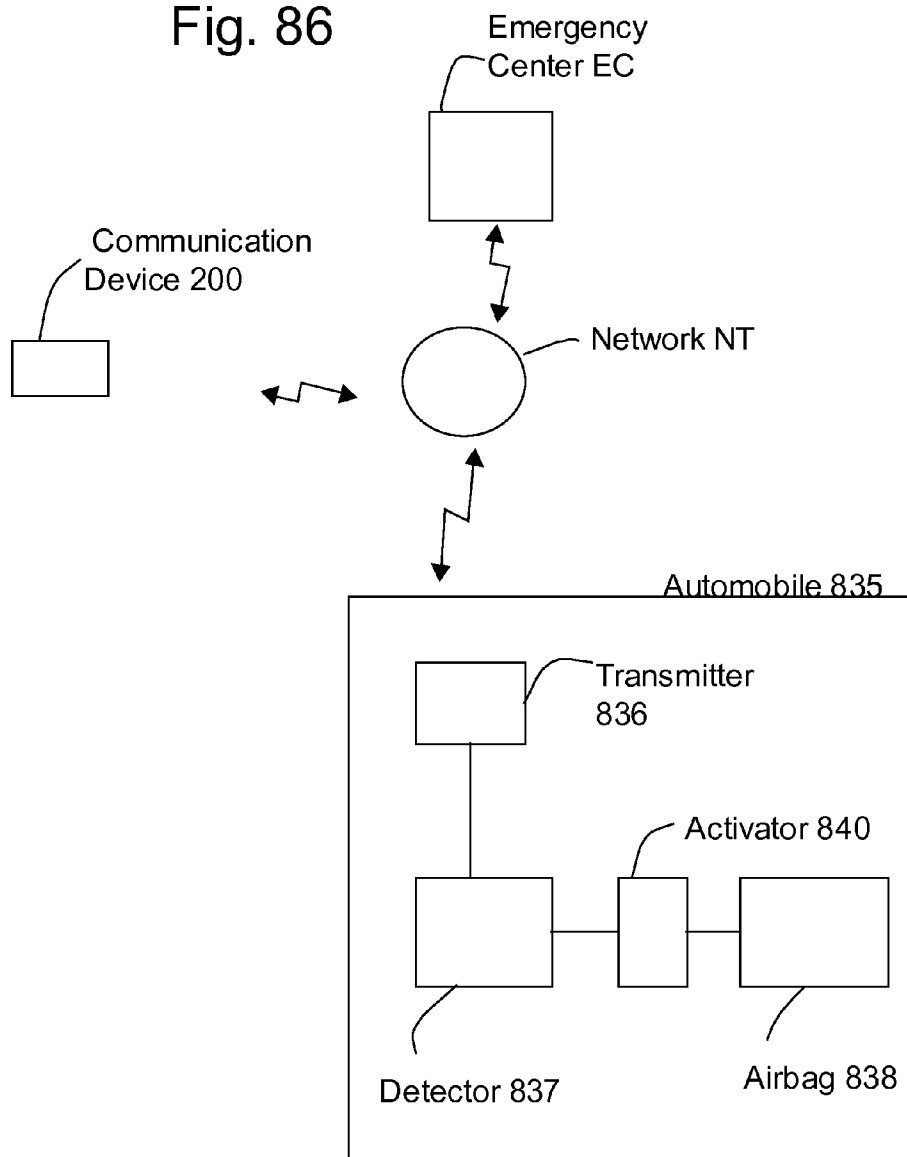 Fig. 86
Emergency
Center EC
Communication
Device 200
Network NT
Automobile 835
Transmitter
836
Activator 840
Detector 837
Airbag 838